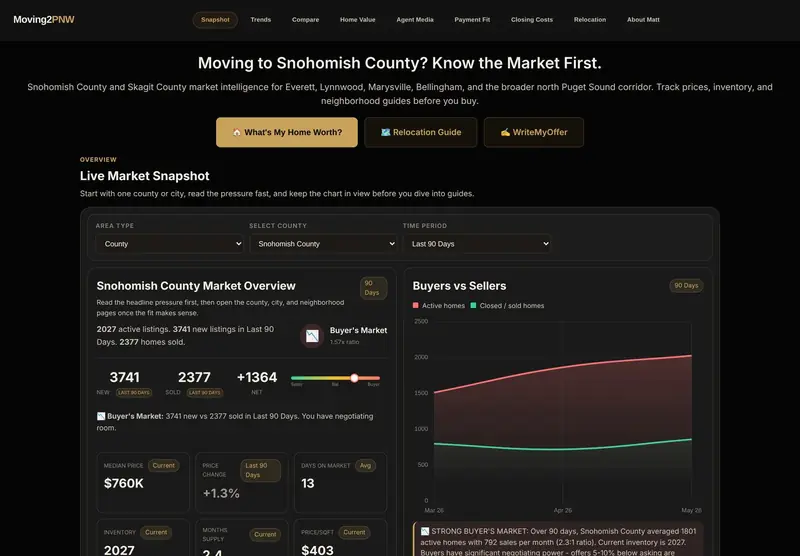 Moving2PNW
Snapshot
Trends
Compare
Home Value
Agent Media
Payment Fit
Closing Costs
Relocation
About Matt
Moving to Snohomish County? Know the Market First.
Snohomish County and Skagit County market intelligence for Everett, Lynnwood, Marysville, Bellingham, and the broader north Puget Sound corridor. Track prices, inventory, and
neighborhood guides before you buy.
🏠 What's My Home Worth?
🗺️ Relocation Guide
✍️ WriteMyOffer
OVERVIEW
Live Market Snapshot
Start with one county or city, read the pressure fast, and keep the chart in view before you dive into guides.
AREA TYPE
SELECT COUNTY
TIME PERIOD
County
Snohomish County
Last 90 Days
Snohomish County Market Overview
90
Days
Read the headline pressure first, then open the county, city, and neighborhood
pages once the fit makes sense.
2027 active listings. 3741 new listings in Last
90 Days. 2377 homes sold.
📉
Buyer's Market
1.57x ratio
3741
NEW LAST 90 DAYS
2377
SOLD LAST 90 DAYS
+1364
NET
Seller
Bal
Buyer
📉 Buyer's Market: 3741 new vs 2377 sold in Last 90 Days. You have negotiating
room.
MEDIAN PRICE Current
$760K
PRICE
CHANGE
Last 90
Days
+1.3%
DAYS ON MARKET Avg
13
INVENTORY Current
2027
MONTHS
SUPPLY
Current
2.4
PRICE/SQFT Current
$403
Buyers vs Sellers
90 Days
Active homes
Closed / sold homes
2500
2000
1500
1000
500
0
Mar 26
Apr 26
May 26
📉 STRONG BUYER'S MARKET: Over 90 days, Snohomish County averaged 1801
active homes with 792 sales per month (2.3:1 ratio). Current inventory is 2027.
Buyers have significant negotiating power - offers 5-10% below asking are